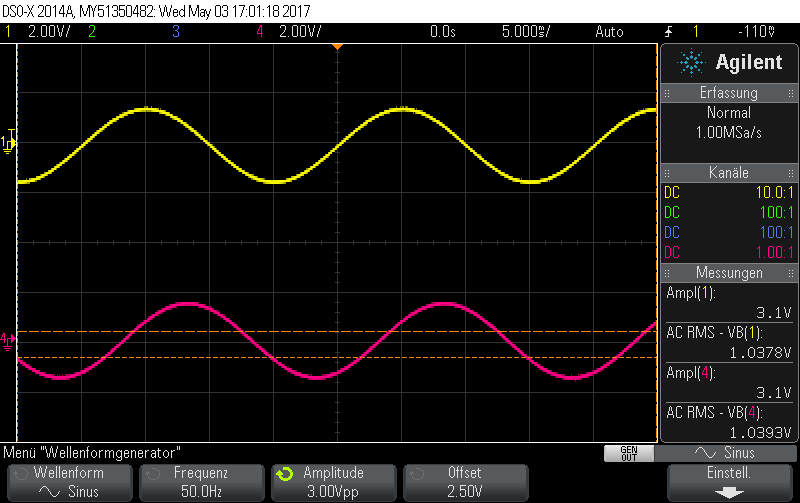 DSO-X 2014A, MY51350482: Wed May 03 17:01:18 2017
1 2.00V/ 2 3 4 2.00V/ 0.0s 5.000ms/ Auto 1 -110mV
Agilent
Erfassung
Normal
1.00MSa/s
Kanäle
DC 10.0:1
DC 100:1
DC 100:1
DC 1.00:1
Messungen
Ampl(1):
3.1V
AC RMS - VB(1):
1.0378V
Ampl(4):
3.1V
AC RMS - VB(4):
1.0393V
1
T
4
Menü "Wellenformgenerator"
GEN
OUT
Sinus
Wellenform
Sinus
Frequenz
50.0Hz
Amplitude
3.00Vpp
Offset
2.50V
Einstell.